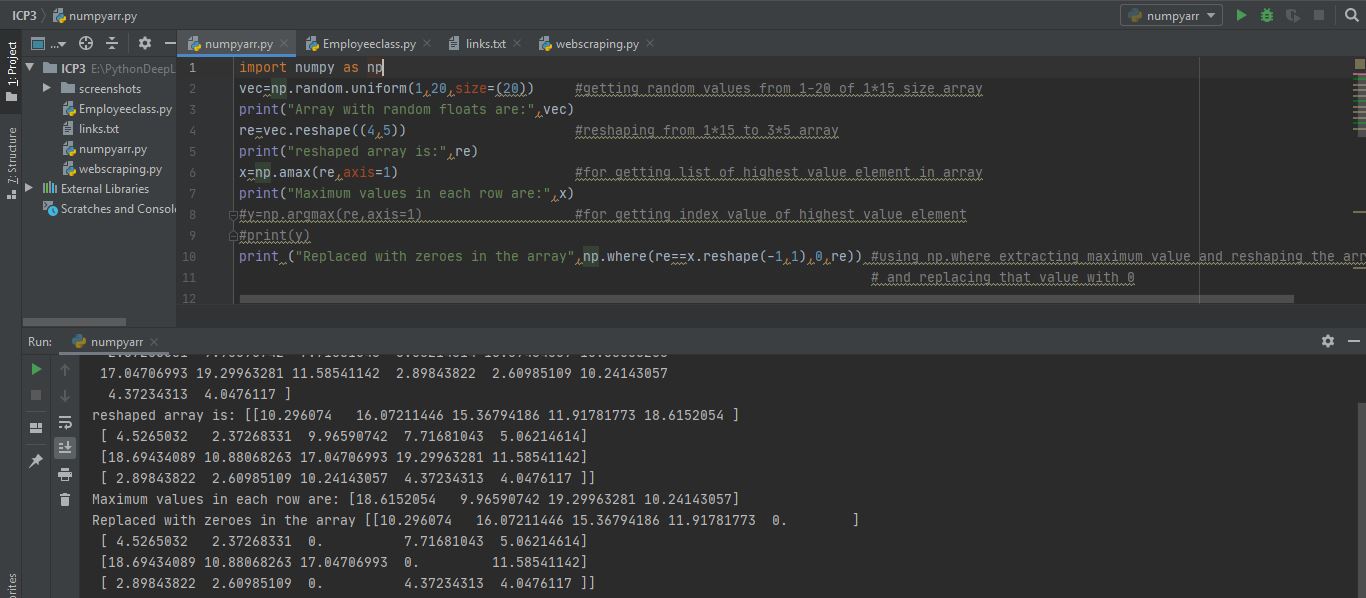 ICP3 numpyarr.py numpyarr
1: Project
7: Structure
...
ICP3 E:\PythonDeepL
screenshots
Employeeclass.py
links.txt
numpyarr.py
webscraping.py
External Libraries
Scratches and Consol
numpyarr.py Employeeclass.py links.txt webscraping.py
1 import numpy as np
2 vec=np.random.uniform(1,20,size=(20)) #getting random values from 1-20 of 1*15 size array
3 print("Array with random floats are:",vec)
4 re=vec.reshape((4,5)) #reshaping from 1*15 to 3*5 array
5 print("reshaped array is:",re)
6 x=np.amax(re,axis=1) #for getting list of highest value element in array
7 print("Maximum values in each row are:",x)
8 #y=np.argmax(re,axis=1) #for getting index value of highest value element
9 #print(y)
10 print ("Replaced with zeroes in the array",np.where(re==x.reshape(-1,1),0,re)) #using np.where extracting maximum value and reshaping the arr
11 # and replacing that value with 0
12
Run: numpyarr
17.04706993 19.29963281 11.58541142 2.89843822 2.60985109 10.24143057
4.37234313 4.0476117 ]
reshaped array is: [[10.296074 16.07211446 15.36794186 11.91781773 18.6152054 ]
[ 4.5265032 2.37268331 9.96590742 7.71681043 5.06214614]
[18.69434089 10.88068263 17.04706993 19.29963281 11.58541142]
[ 2.89843822 2.60985109 10.24143057 4.37234313 4.0476117 ]]
Maximum values in each row are: [18.6152054 9.96590742 19.29963281 10.24143057]
Replaced with zeroes in the array [[10.296074 16.07211446 15.36794186 11.91781773 0. ]
[ 4.5265032 2.37268331 0. 7.71681043 5.06214614]
[18.69434089 10.88068263 17.04706993 0. 11.58541142]
[ 2.89843822 2.60985109 0. 4.37234313 4.0476117 ]]